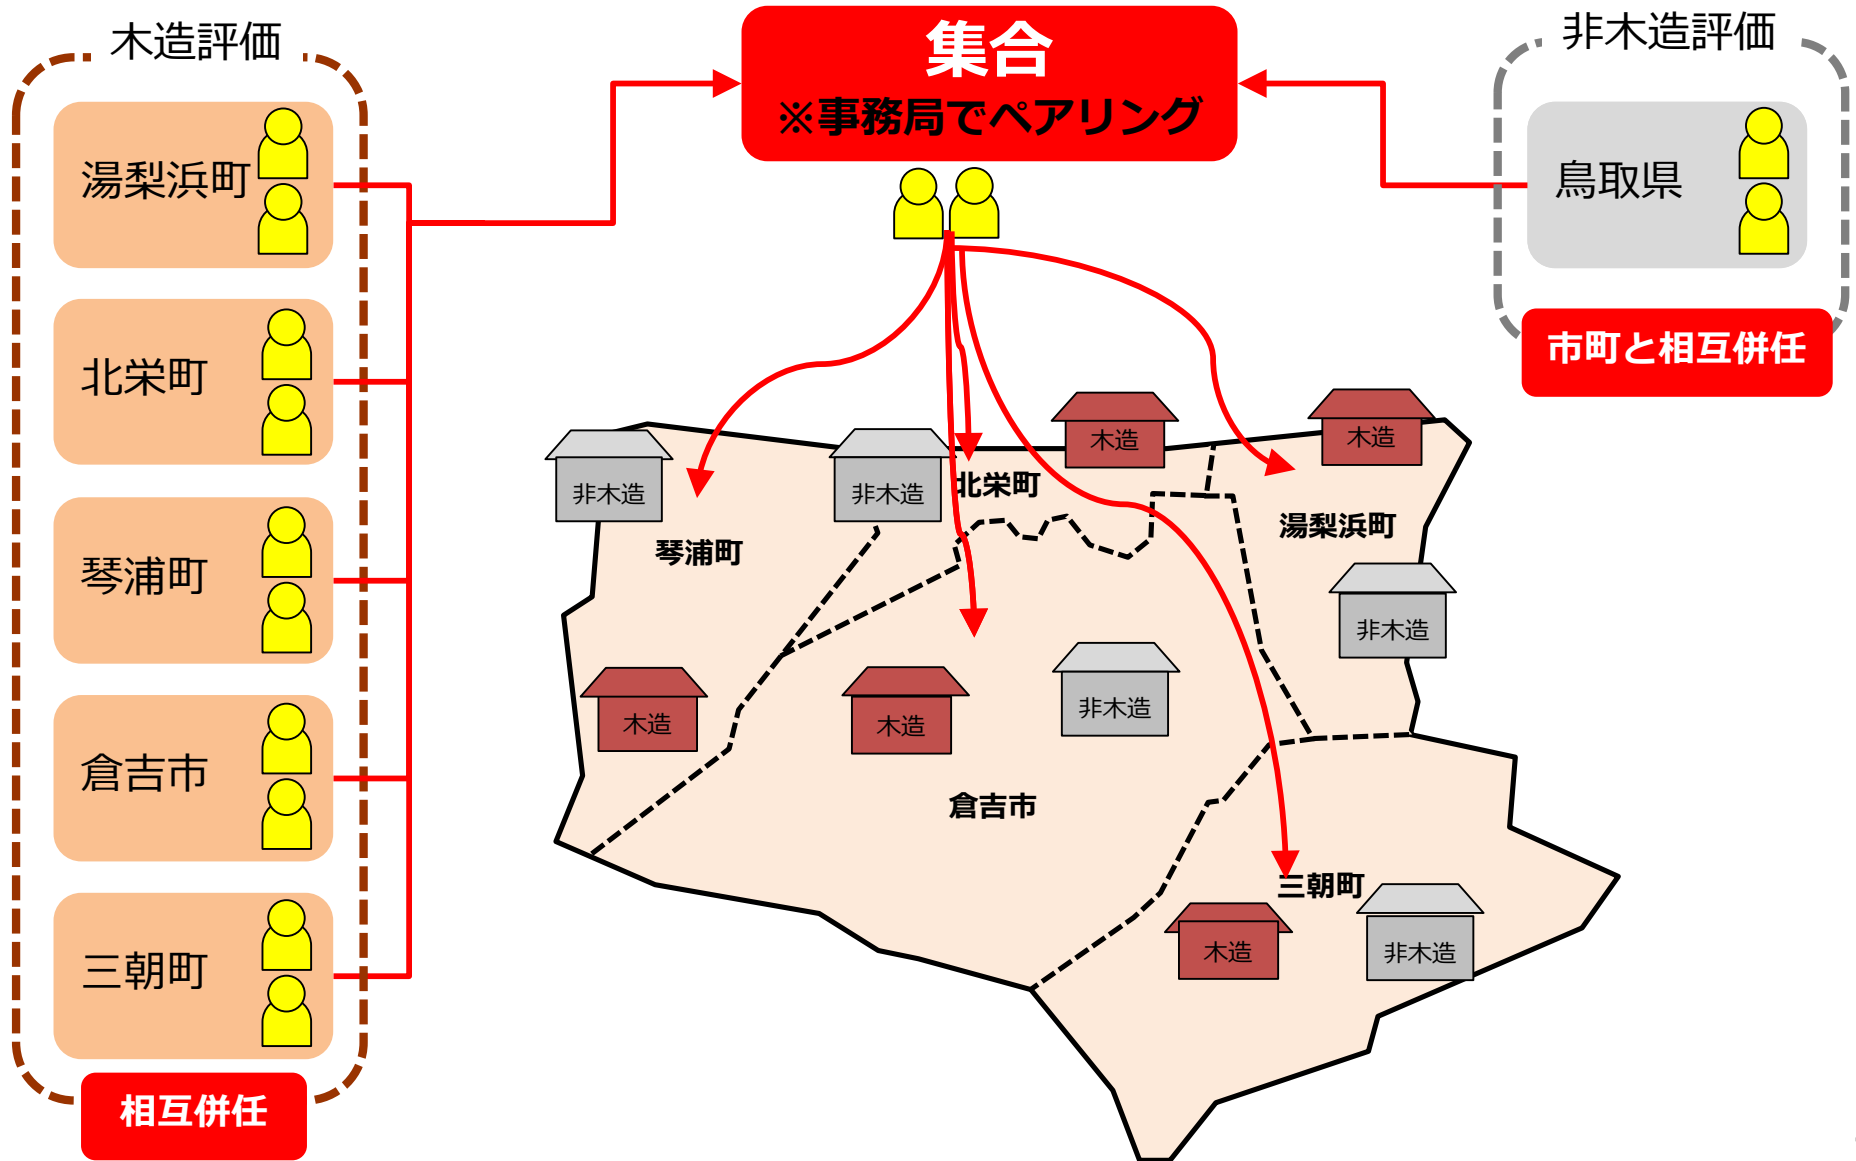 木造評価
湯梨浜町
北栄町
琴浦町
倉吉市
三朝町
相互併任
集合
※事務局でペアリング
非木造評価
鳥取県
市町と相互併任
木造
木造
非木造
非木造
北栄町
湯梨浜町
琴浦町
非木造
木造
木造
非木造
倉吉市
三朝町
木造
非木造